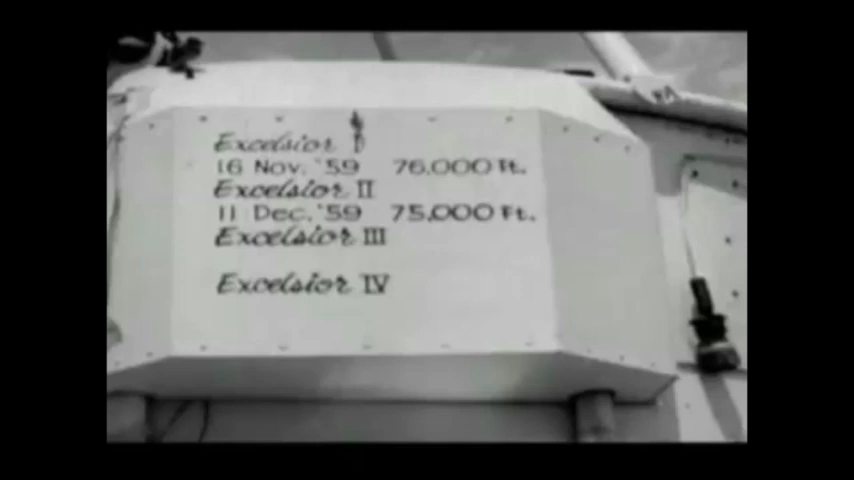 Excelsior I
16 Nov. '59 76,000 Ft.
Excelsior II
11 Dec. '59 75,000 Ft.
Excelsior III
Excelsior IV